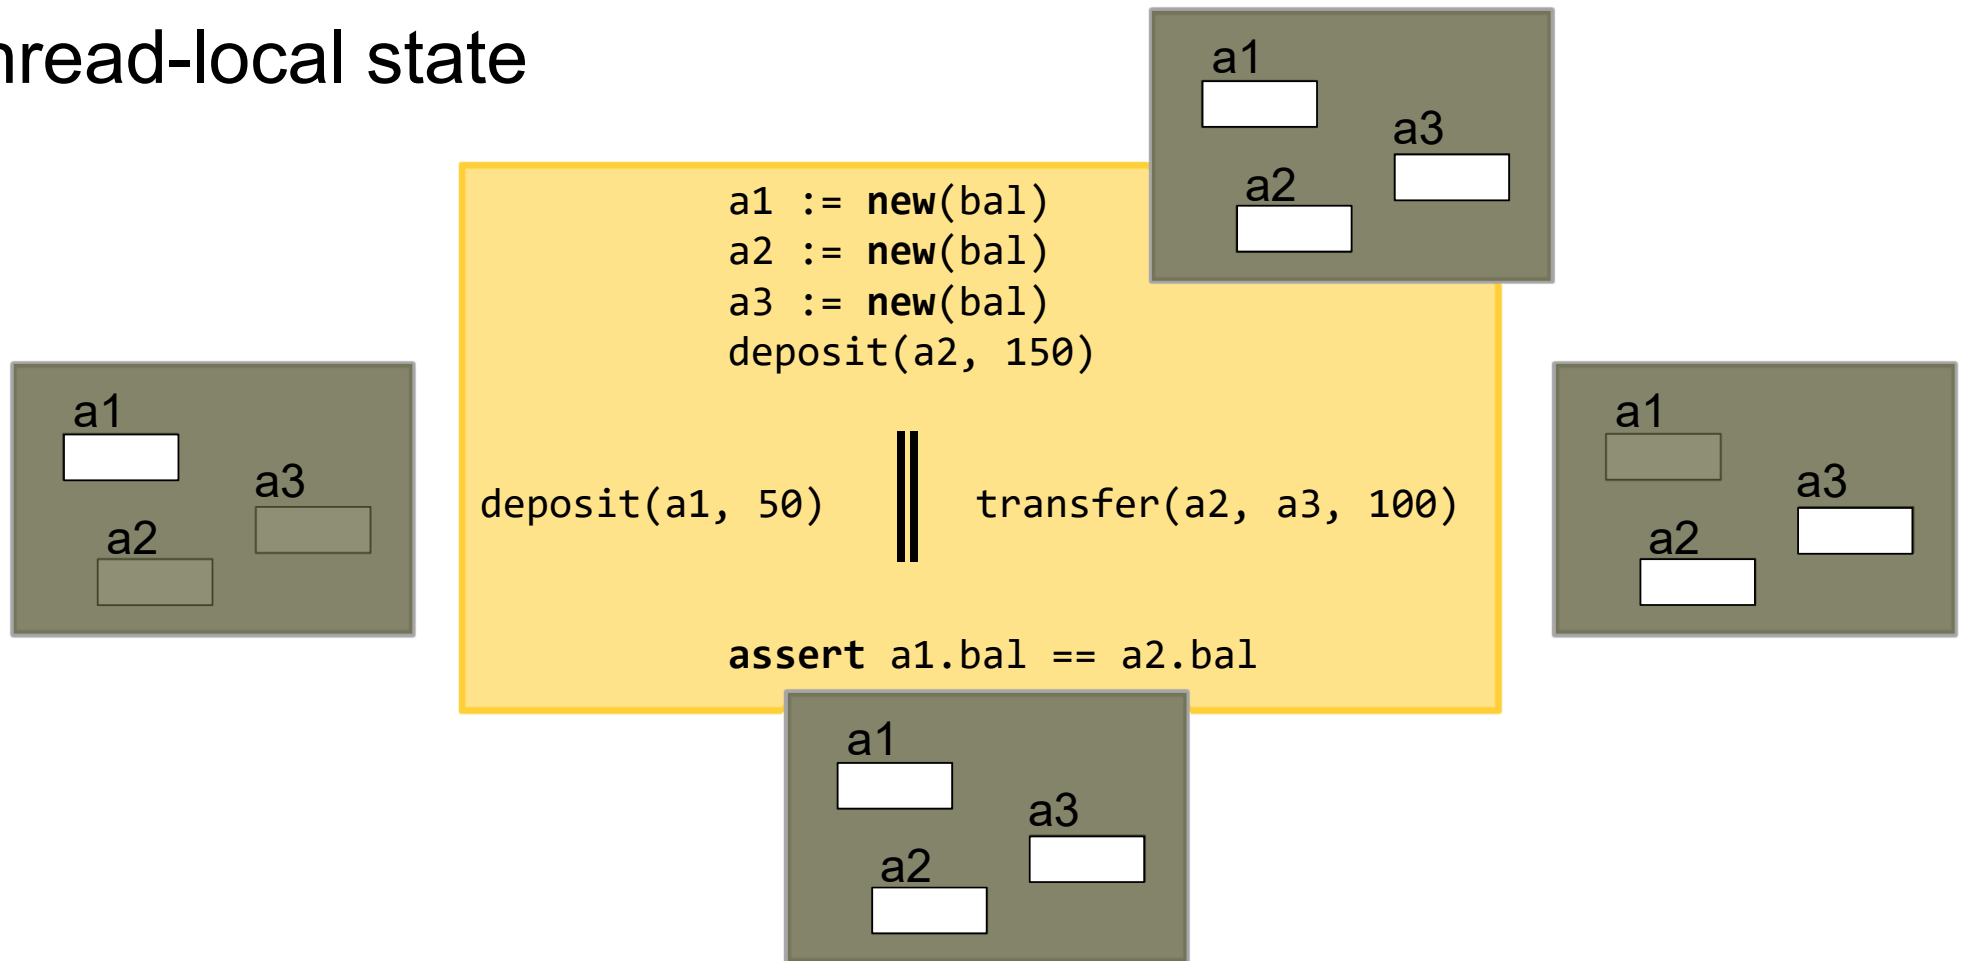 hread-local state
a1
a3
a2
a1 := new(bal)
a2 := new(bal)
a3 := new(bal)
deposit(a2, 150)
a1
a3
a2
deposit(a1, 50) || transfer(a2, a3, 100)
a1
a3
a2
assert a1.bal == a2.bal
a1
a3
a2